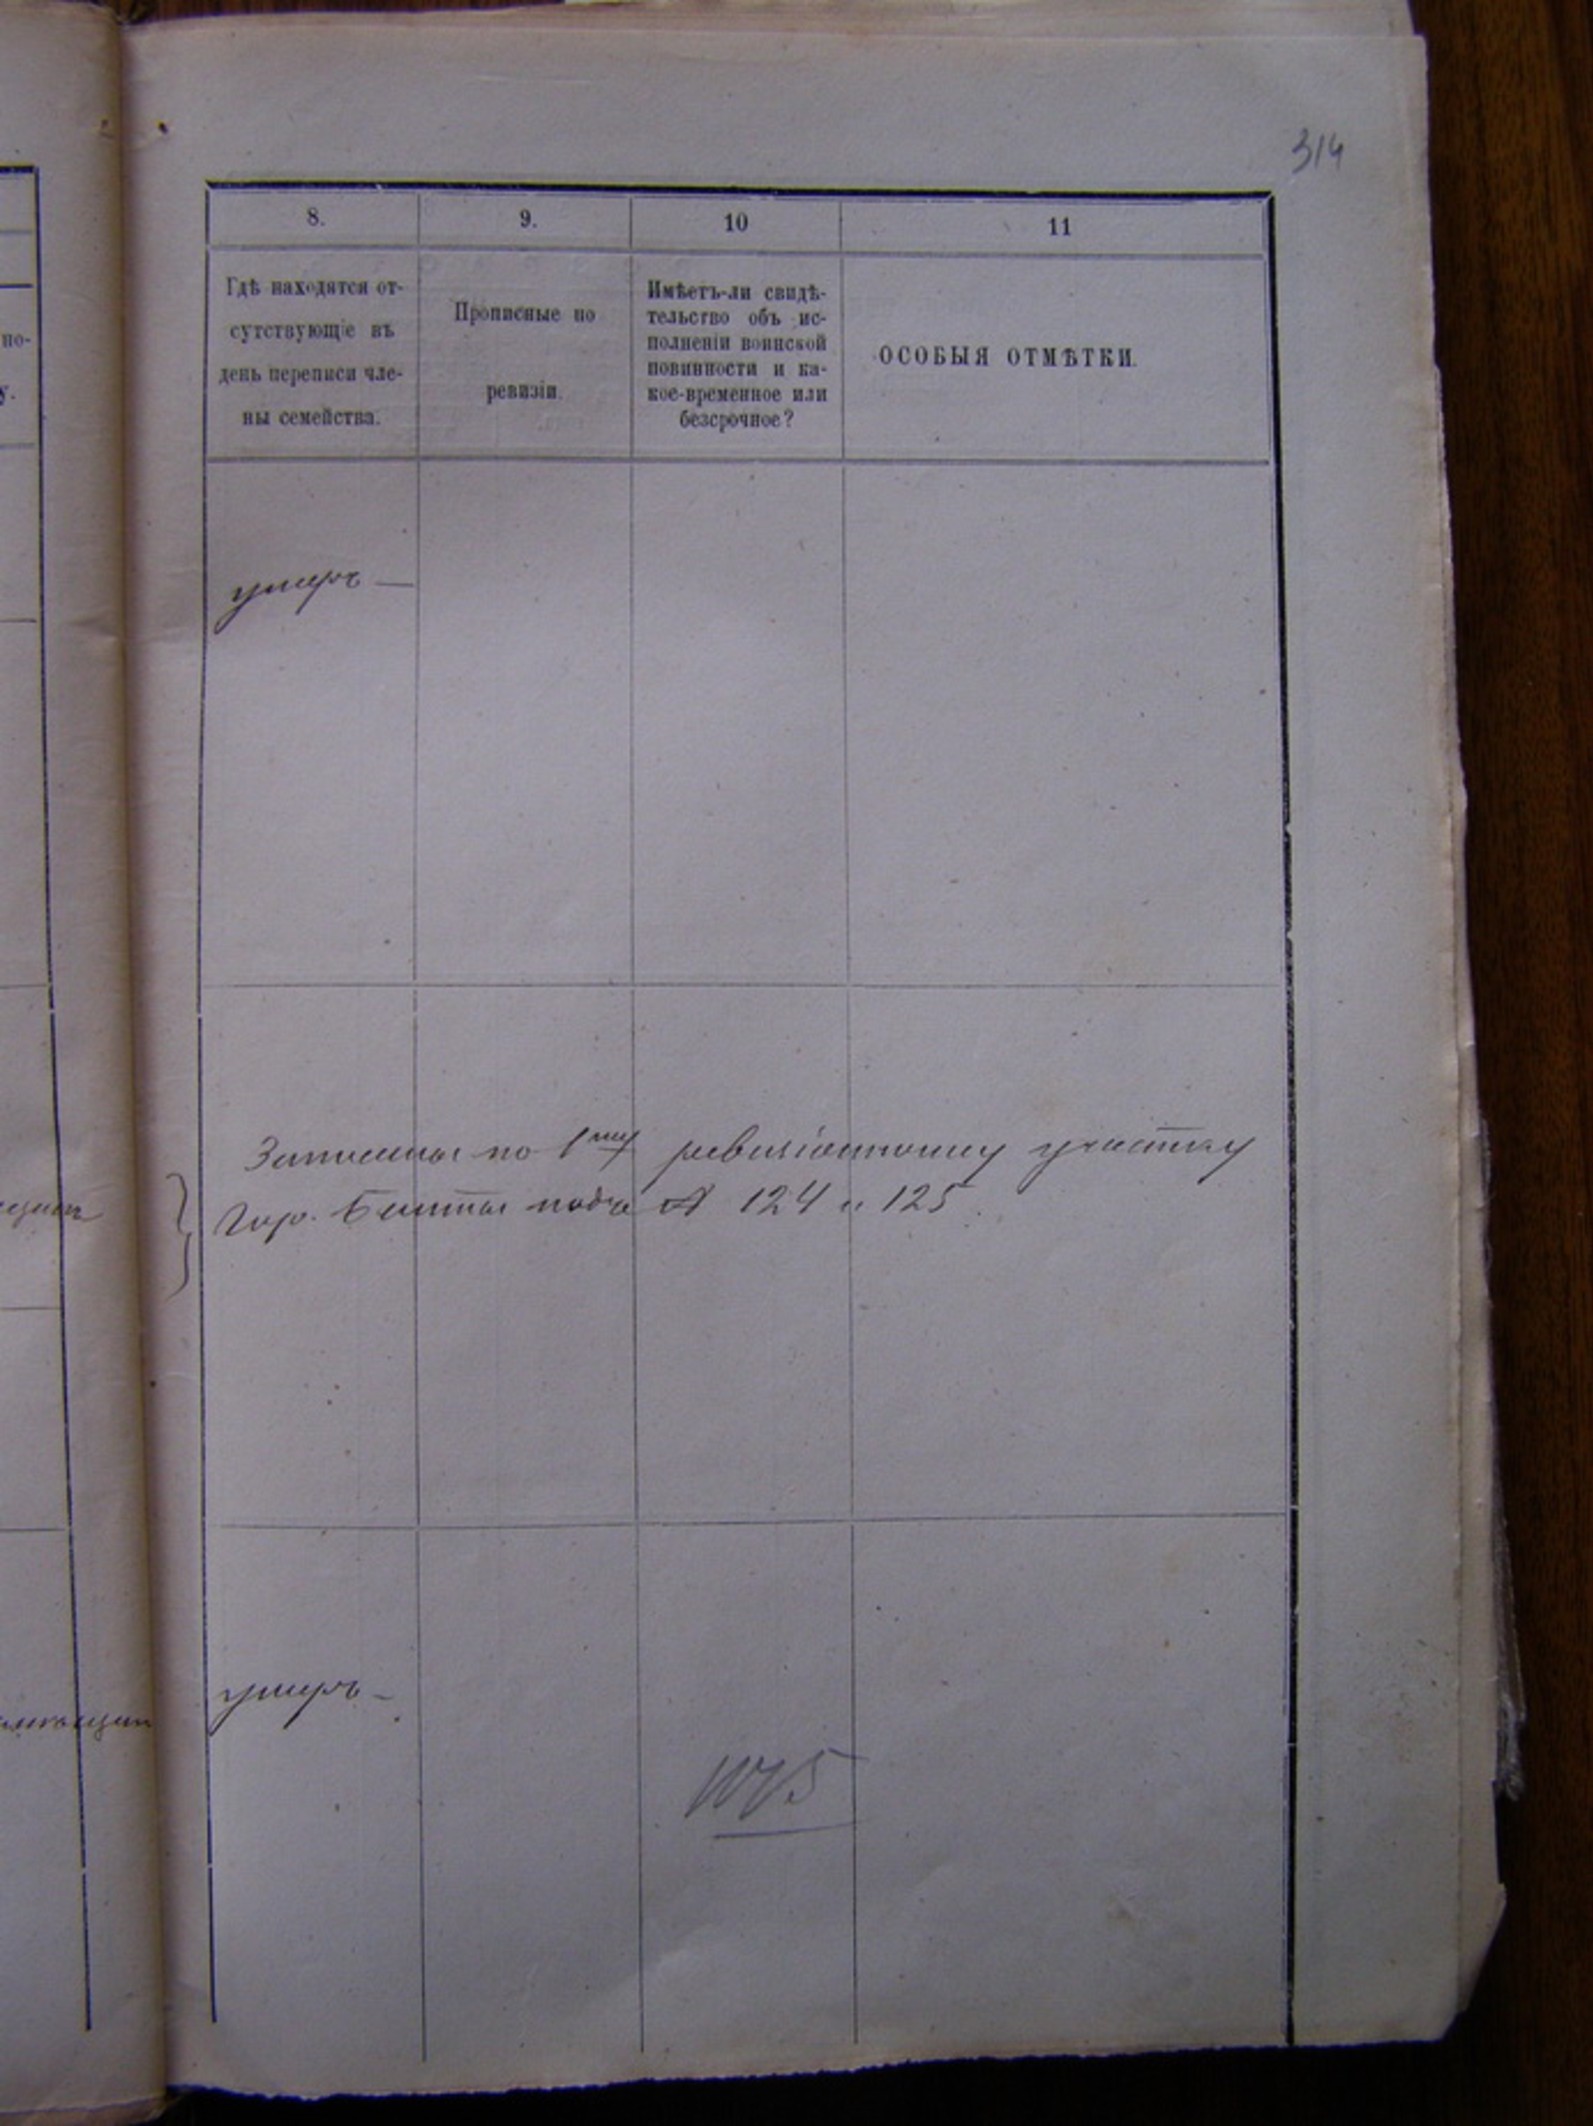 314
8. 9. 10 11
Гдѣ находятся от-
сутствующіе въ
день переписи чле-
ны семейства.
Прописные по
ревизіи.
Имѣетъ-ли свидѣ-
тельство объ ис-
полненіи воинской
повинности и ка-
кое-временное или
безсрочное?
ОСОБЫЯ ОТМѢТКИ.
по-
у.
умеръ —
Записаны по 1му ревизіонному участку
Гор. Балты подъ № 124 и 125
умеръ –